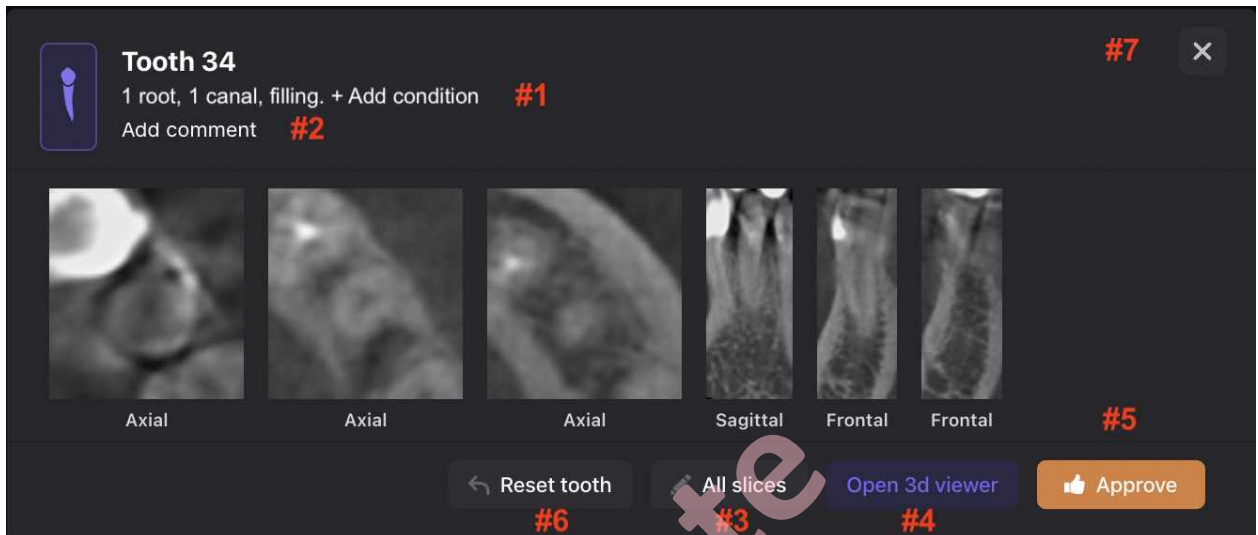 Tooth 34
#7
1 root, 1 canal, filling. + Add condition #1
Add comment #2
Axial Axial Axial Sagittal Frontal Frontal
#5
Reset tooth All slices Open 3d viewer Approve
#6 #3 #4